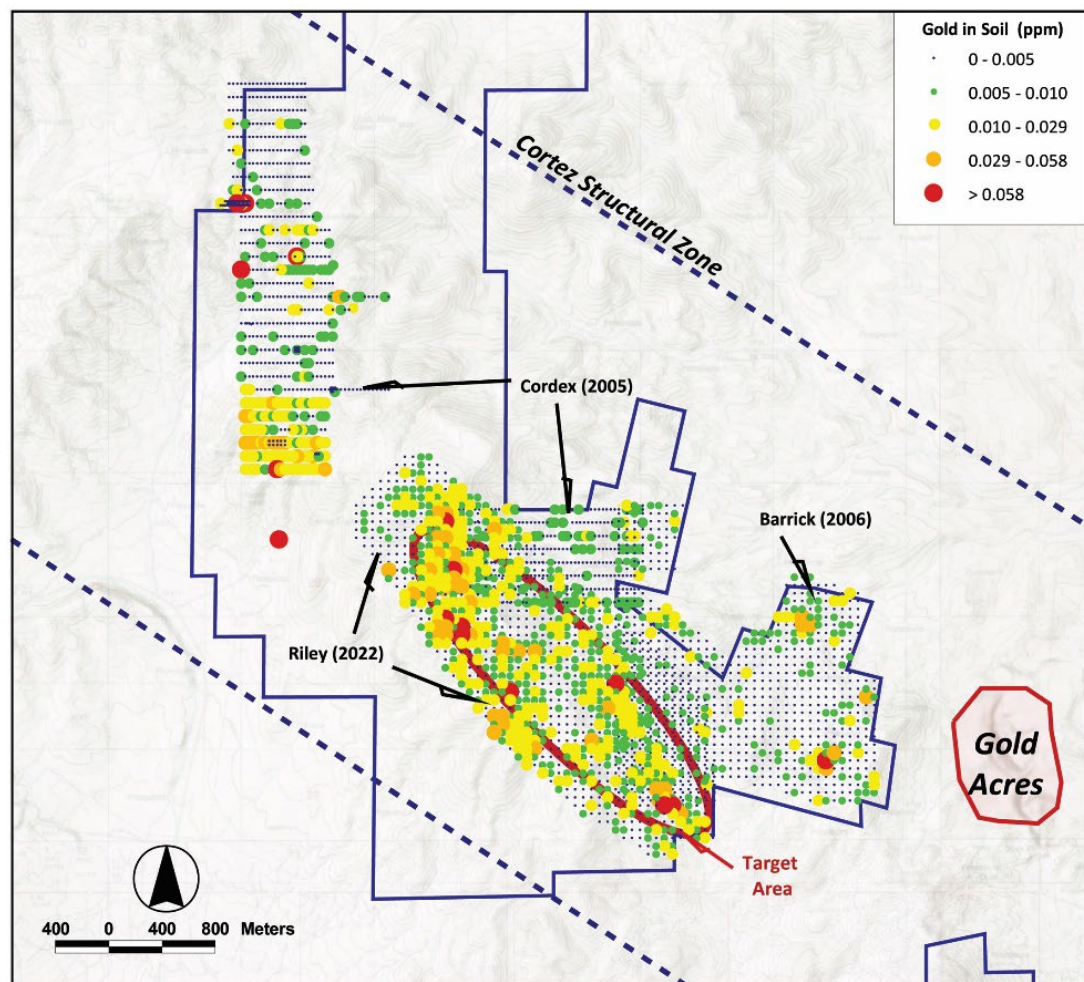 Gold in Soil (ppm)
0 - 0.005
0.005 - 0.010
0.010 - 0.029
0.029 - 0.058
> 0.058
Cortez Structural Zone
Cordex (2005)
Barrick (2006)
Riley (2022)
Gold
Acres
Target
Area
400 0 400 800 Meters